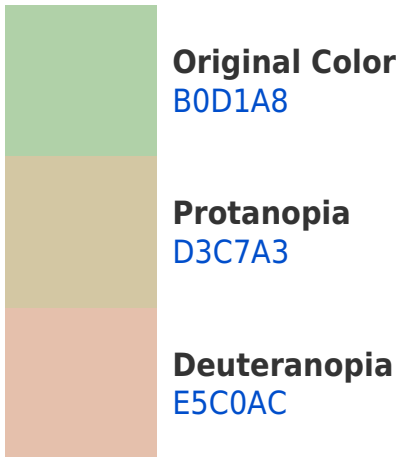 Original Color
B0D1A8
Protanopia
D3C7A3
Deuteranopia
E5C0AC